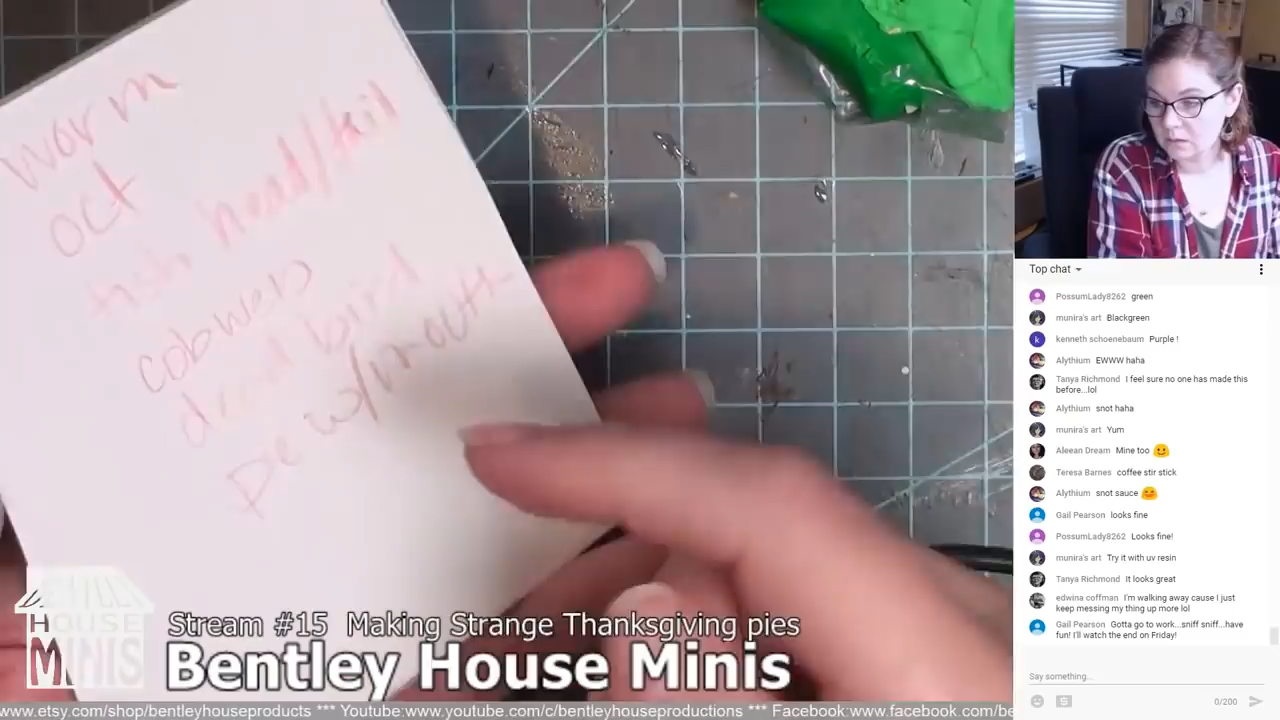 worm
oct
fish head/tail
cobwebs
dead bird
pie w/mouth
HOUSE
MINIS
Stream #15 Making Strange Thanksgiving pies
Bentley House Minis
www.etsy.com/shop/bentleyhouseproducts *** Youtube:www.youtube.com/c/bentleyhouseproductions *** Facebook:www.facebook.com/be
Top chat
PossumLady8262 green
munira's art Blackgreen
kenneth schoenebaum Purple !
Alythium EWWW haha
Tanya Richmond I feel sure no one has made this
before...lol
Alythium snot haha
munira's art Yum
Aleean Dream Mine too
Teresa Barnes coffee stir stick
Alythium snot sauce
Gail Pearson looks fine
PossumLady8262 Looks fine!
munira's art Try it with uv resin
Tanya Richmond It looks great
edwina coffman I'm walking away cause I just
keep messing my thing up more lol
Gail Pearson Gotta go to work...sniff sniff...have
fun! I'll watch the end on Friday!
Say something...
0/200